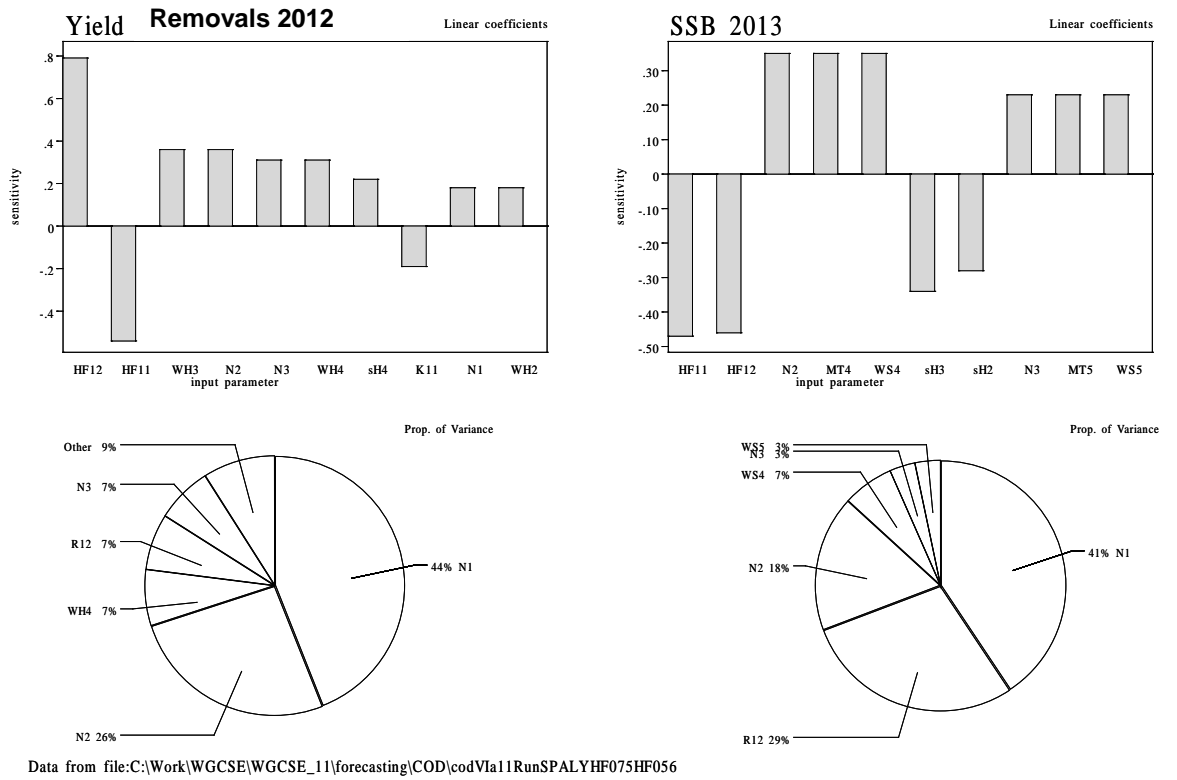 Yield Removals 2012 Linear coefficients
.8
.6
.4
.2
0
-.2
-.4
sensitivity
HF12 HF11 WH3 N2 N3 WH4 sH4 K11 N1 WH2
input parameter
SSB 2013 Linear coefficients
.30
.20
.10
0
-.10
-.20
-.30
-.40
-.50
sensitivity
HF11 HF12 N2 MT4 WS4 sH3 sH2 N3 MT5 WS5
input parameter
Prop. of Variance
Other 9%
N3 7%
R12 7%
WH4 7%
N2 26%
44% N1
Prop. of Variance
WS5 3%
N3 3%
WS4 7%
N2 18%
R12 29%
41% N1
Data from file:C:\Work\WGCSE\WGCSE_11\forecasting\COD\codVIa11RunSPALYHF075HF056